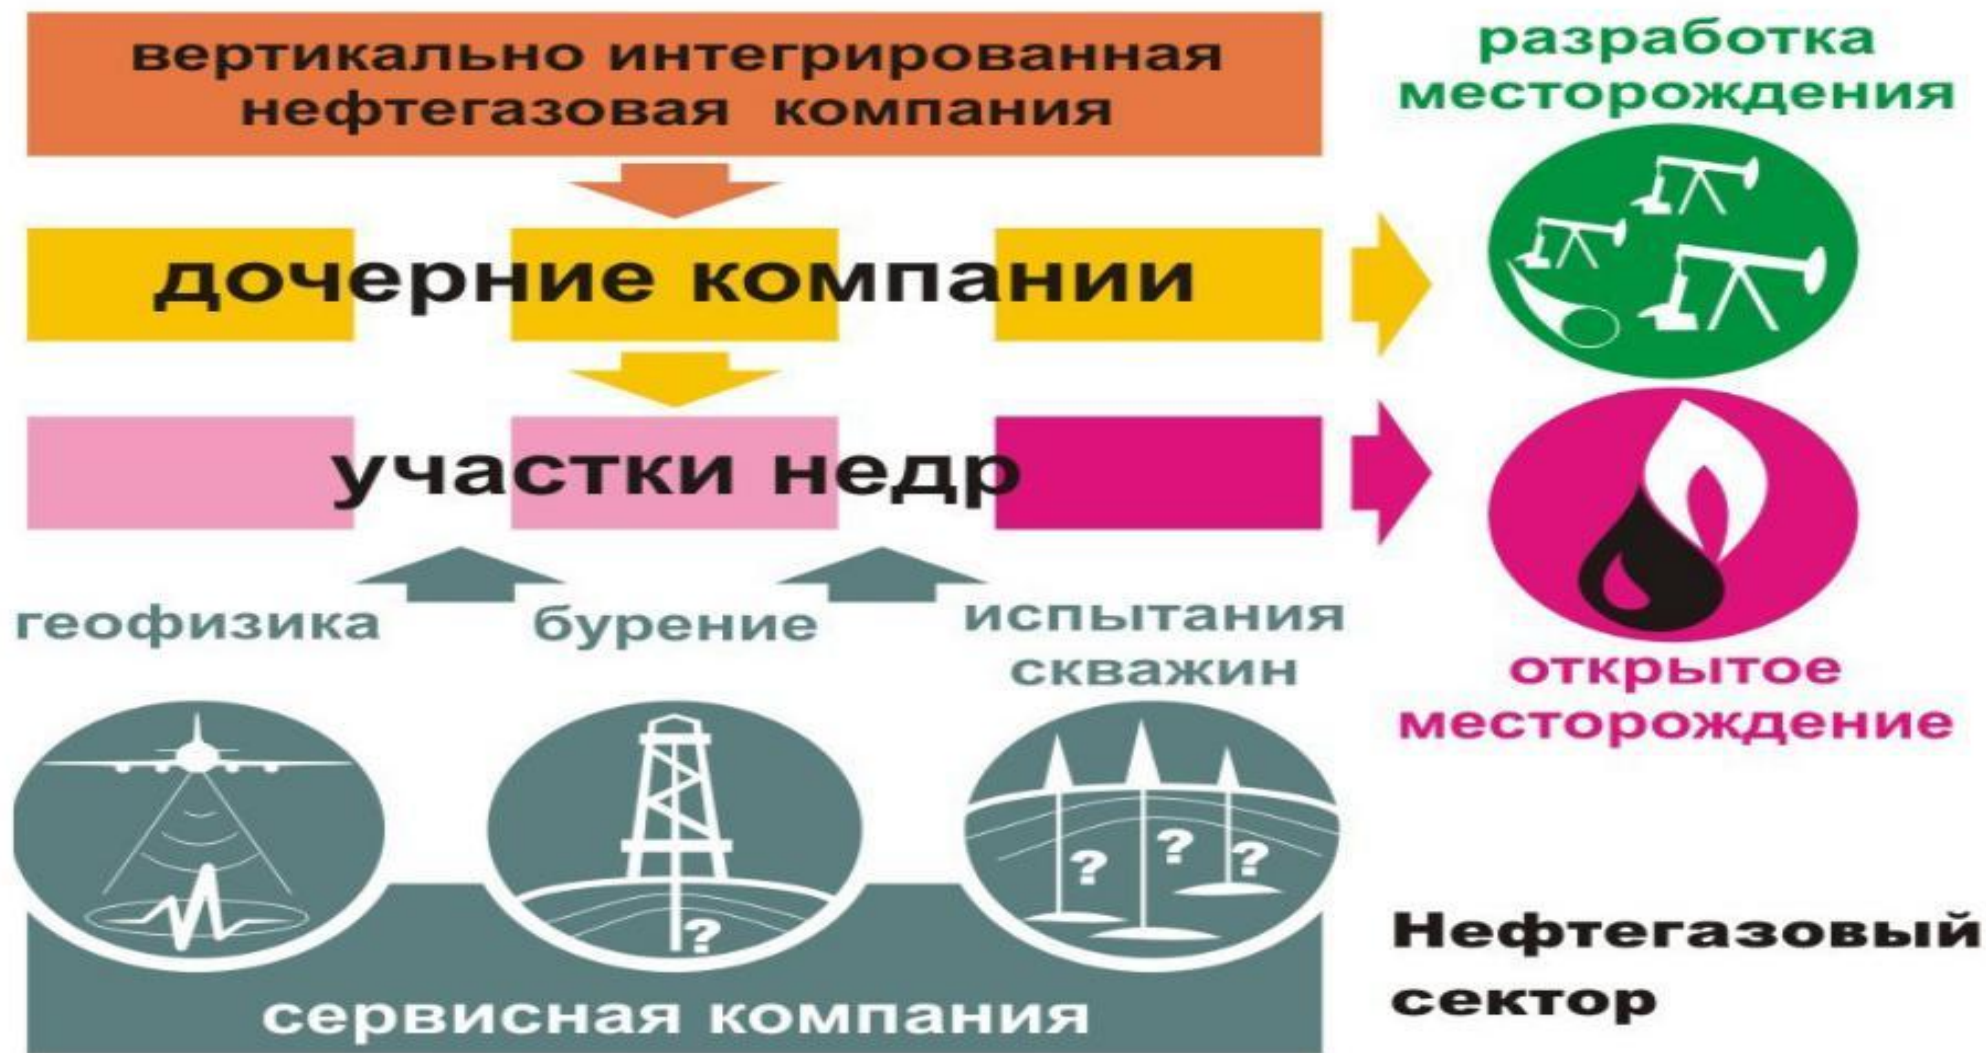 вертикально интегрированная
нефтегазовая компания
разработка
месторождения
дочерние компании
участки недр
геофизика
бурение
испытания
скважин
открытое
месторождение
?
?
?
?
сервисная компания
Нефтегазовый
сектор